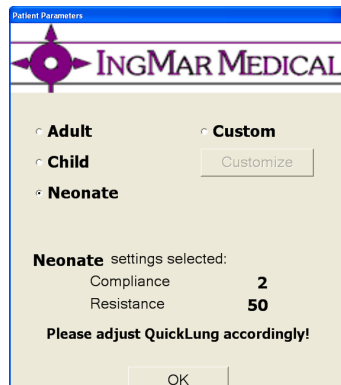 Patient Parameters
INGMAR MEDICAL
Adult
Custom
Child
Customize
Neonate
Neonate settings selected:
Compliance 2
Resistance 50
Please adjust QuickLung accordingly!
OK